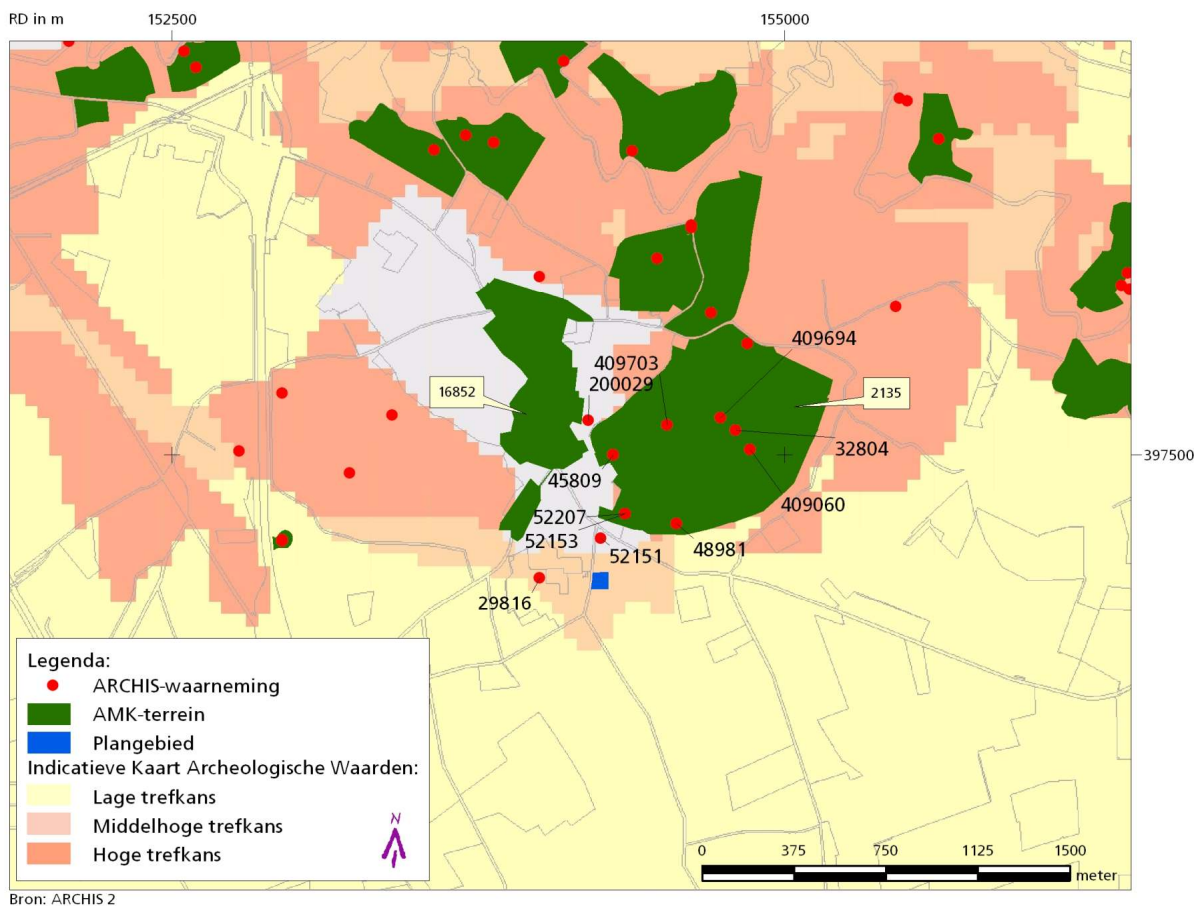 RD in m
152500
155000
409694
409703
200029
16852
2135
32804
397500
45809
409060
52207
52153
52151
48981
29816
Legenda:
ARCHIS-waarneming
AMK-terrein
Plangebied
Indicatieve Kaart Archeologische Waarden:
Lage trefkans
Middelhoge trefkans
Hoge trefkans
N
0 375 750 1125 1500
meter
Bron: ARCHIS 2